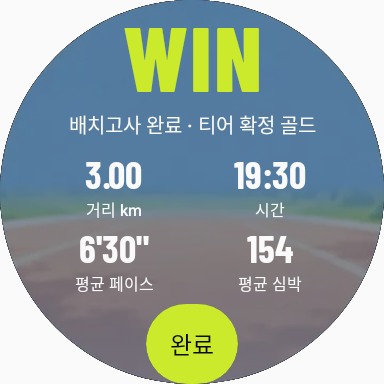 WIN
배치고사 완료 · 티어 확정 골드
3.00 19:30
거리 km 시간
6'30" 154
평균 페이스 평균 심박
완료